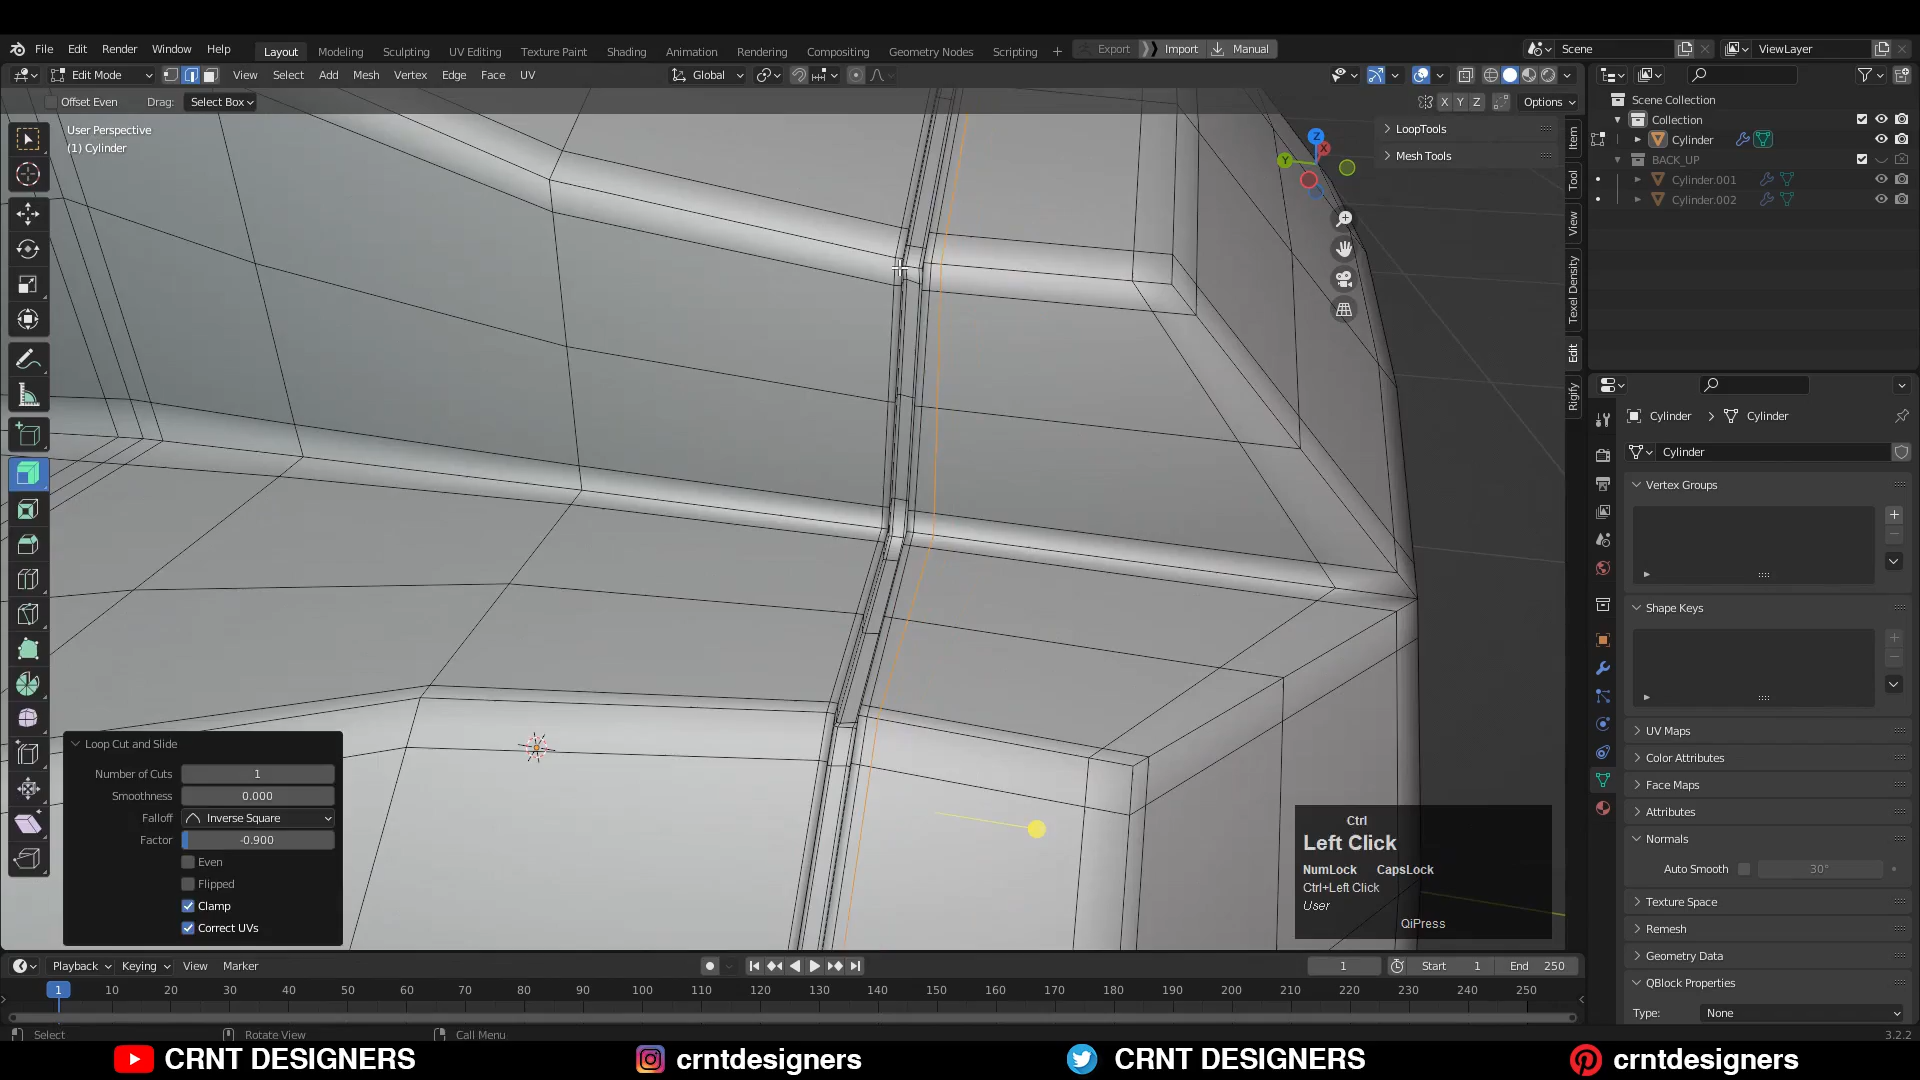 File Edit Render Window Help Layout Modeling Sculpting UV Editing Texture Paint Shading Animation Rendering Compositing Geometry Nodes Scripting + Export Import Manual Scene ViewLayer
Edit Mode View Select Add Mesh Vertex Edge Face UV Global
Offset Even Drag: Select Box X Y Z Options
User Perspective
(1) Cylinder
LoopTools
Mesh Tools
Z
Y
X
Item
Tool
View
Texel Density
Edit
Rigify
Scene Collection
Collection
Cylinder
BACK_UP
Cylinder.001
Cylinder.002
Cylinder > Cylinder
Cylinder
Vertex Groups
Shape Keys
UV Maps
Color Attributes
Face Maps
Attributes
Normals
Auto Smooth 30°
Texture Space
Remesh
Geometry Data
QBlock Properties
Type: None
Loop Cut and Slide
Number of Cuts 1
Smoothness 0.000
Falloff Inverse Square
Factor -0.900
Even
Flipped
Clamp
Correct UVs
Ctrl
Left Click
NumLock CapsLock
Ctrl+Left Click
User
QiPress
Playback Keying View Marker 1 Start 1 End 250
1 10 20 30 40 50 60 70 80 90 100 110 120 130 140 150 160 170 180 190 200 210 220 230 240 250
Select Rotate View Call Menu 3.2.2
CRNT DESIGNERS crntdesigners CRNT DESIGNERS crntdesigners